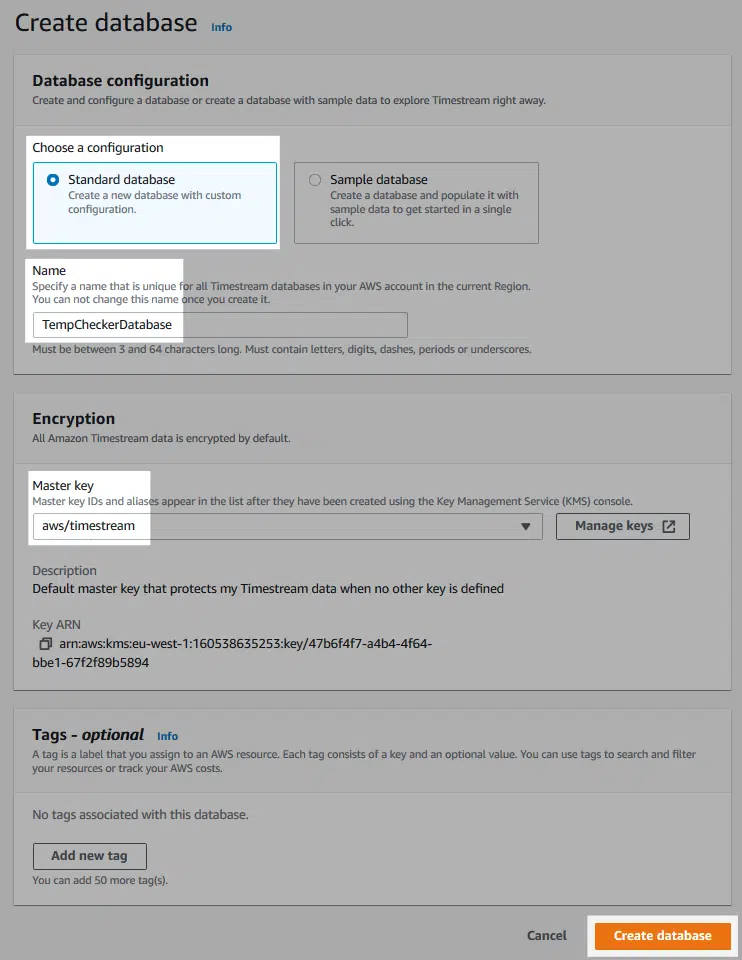 Create database Info
Database configuration
Create and configure a database or create a database with sample data to explore Timestream right away.
Choose a configuration
Standard database
Create a new database with custom
configuration.
Sample database
Create a database and populate it with
sample data to get started in a single
click.
Name
Specify a name that is unique for all Timestream databases in your AWS account in the current Region.
You can not change this name once you create it.
TempCheckerDatabase
Must be between 3 and 64 characters long. Must contain letters, digits, dashes, periods or underscores.
Encryption
All Amazon Timestream data is encrypted by default.
Master key
Master key IDs and aliases appear in the list after they have been created using the Key Management Service (KMS) console.
aws/timestream
Manage keys
Description
Default master key that protects my Timestream data when no other key is defined
Key ARN
arn:aws:kms:eu-west-1:160538635253:key/47b6f4f7-a4b4-4f64-
bbe1-67f2f89b5894
Tags - optional Info
A tag is a label that you assign to an AWS resource. Each tag consists of a key and an optional value. You can use tags to search and filter
your resources or track your AWS costs.
No tags associated with this database.
Add new tag
You can add 50 more tag(s).
Cancel
Create database